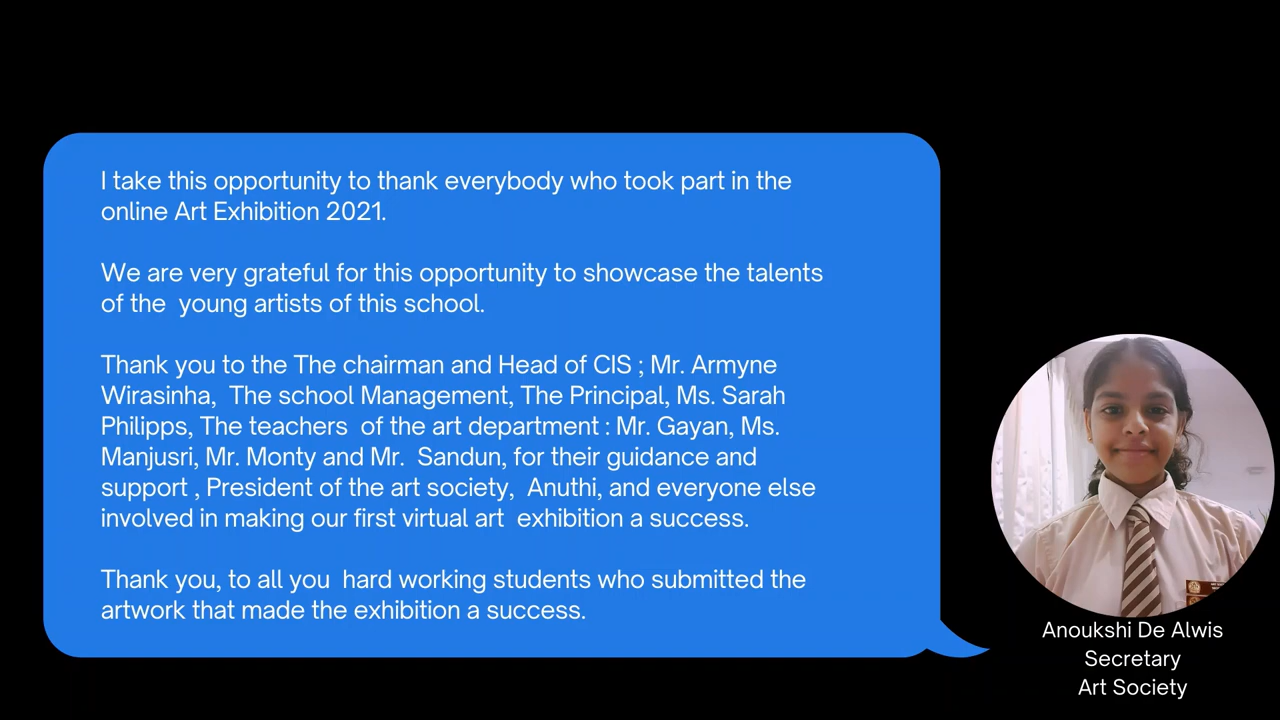 I take this opportunity to thank everybody who took part in the
online Art Exhibition 2021.
We are very grateful for this opportunity to showcase the talents
of the  young artists of this school.
Thank you to the The chairman and Head of CIS ; Mr. Armyne
Wirasinha,  The school Management, The Principal, Ms. Sarah
Philipps, The teachers  of the art department : Mr. Gayan, Ms.
Manjusri, Mr. Monty and Mr.  Sandun, for their guidance and
support , President of the art society,  Anuthi, and everyone else
involved in making our first virtual art  exhibition a success.
Thank you, to all you  hard working students who submitted the
artwork that made the exhibition a success.
Anoukshi De Alwis
Secretary
Art Society